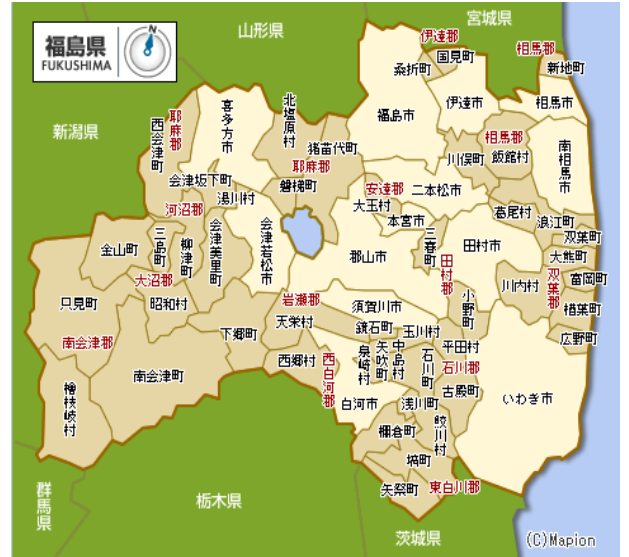 福島県
FUKUSHIMA
山形県
宮城県
新潟県
群馬県
栃木県
茨城県
伊達郡
国見町
桑折町
相馬郡
新地町
福島市
伊達市
相馬市
北塩原村
喜多方市
耶麻郡
西会津町
猪苗代町
耶麻郡
磐梯町
相馬郡
川俣町
飯舘村
南相馬市
会津坂下町
湯川村
河沼郡
安達郡
大玉村
二本松市
本宮市
葛尾村
浪江町
双葉町
大熊町
金山町
三島町
柳津町
会津美里町
会津若松市
郡山市
三春町
田村市
田村郡
川内村
双葉郡
富岡町
楢葉町
広野町
大沼郡
只見町
昭和村
岩瀬郡
天栄村
須賀川市
鏡石町
玉川村
小野町
平田村
南会津郡
下郷町
西郷村
西白河郡
泉崎村
矢吹町
中島村
石川町
石川郡
古殿町
檜枝岐村
南会津町
白河市
浅川町
鮫川村
いわき市
棚倉町
塙町
矢祭町
東白川郡
(C)Mapion